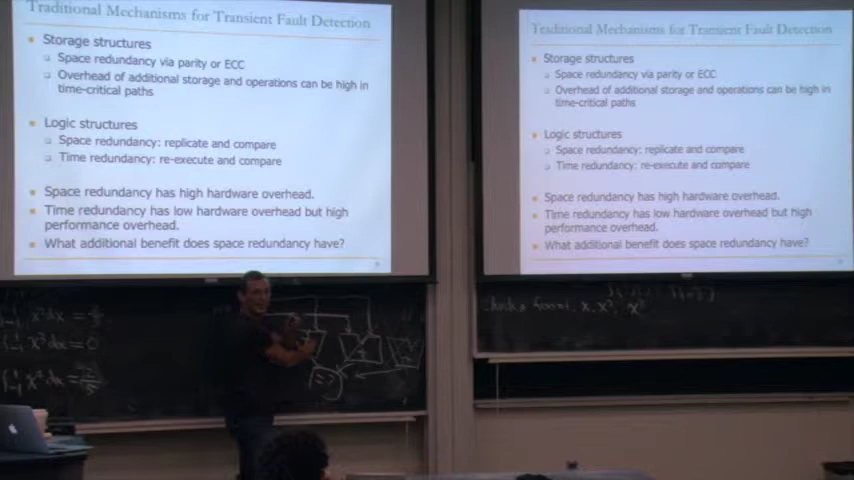 Traditional Mechanisms for Transient Fault Detection
Storage structures
Space redundancy via parity or ECC
Overhead of additional storage and operations can be high in
time-critical paths
Logic structures
Space redundancy: replicate and compare
Time redundancy: re-execute and compare
Space redundancy has high hardware overhead.
Time redundancy has low hardware overhead but high
performance overhead.
What additional benefit does space redundancy have?
Traditional Mechanisms for Transient Fault Detection
Storage structures
Space redundancy via parity or ECC
Overhead of additional storage and operations can be high in
time-critical paths
Logic structures
Space redundancy: replicate and compare
Time redundancy: re-execute and compare
Space redundancy has high hardware overhead.
Time redundancy has low hardware overhead but high
performance overhead.
What additional benefit does space redundancy have?
x² dx =
x³ dx = 0